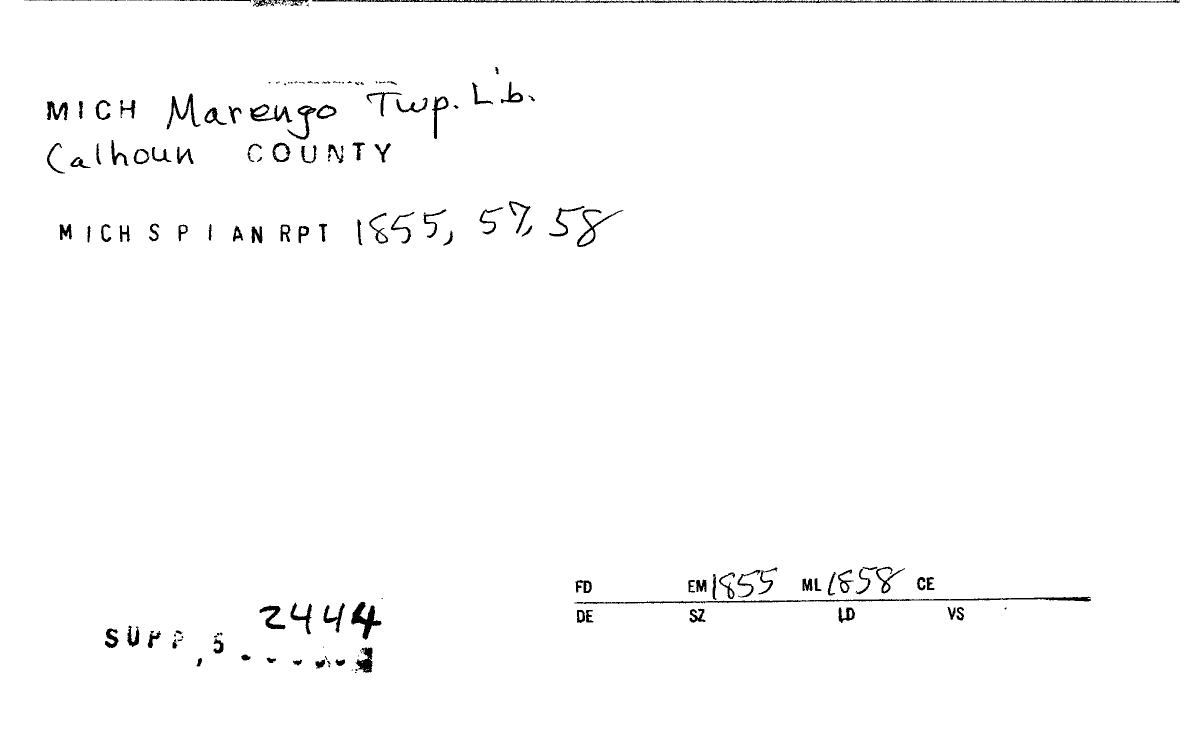 MICH Marengo Twp. Lib.
Calhoun COUNTY
MICH S P I AN RPT 1855, 57, 58
FD EM 1855 ML 1858 CE
DE SZ LD VS
2444
SUPP, 5